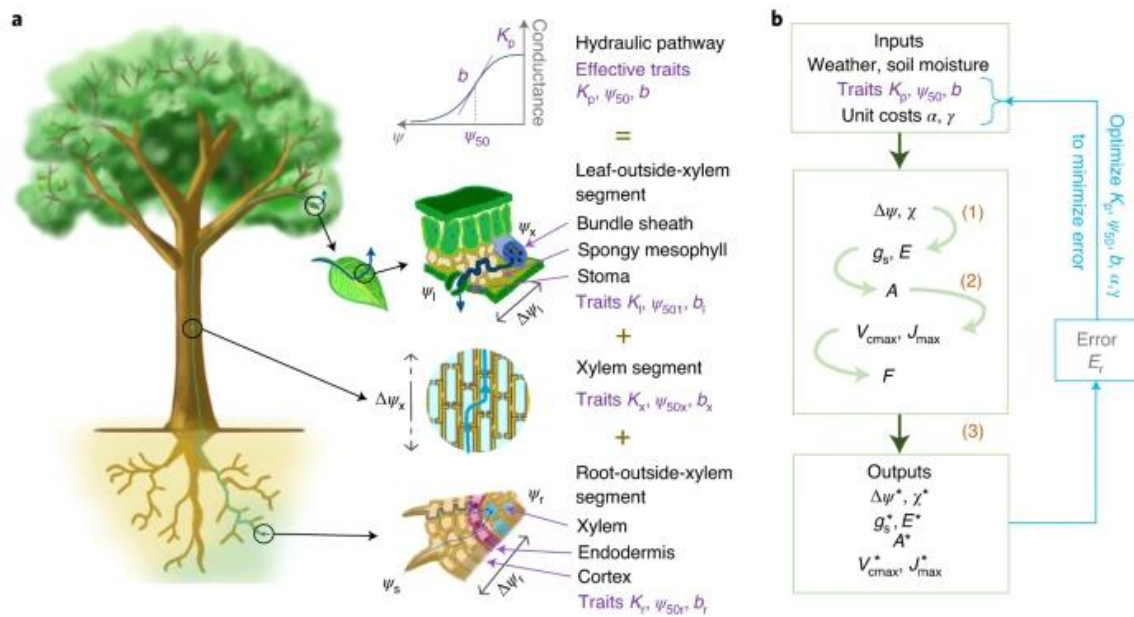 a
K_p
b
Conductance
ψ
ψ_50
Hydraulic pathway
Effective traits
K_p, ψ_50, b
=
Leaf-outside-xylem
segment
Bundle sheath
Spongy mesophyll
Stoma
Traits K_l, ψ_50l, b_l
ψ_x
ψ_l
Δψ_l
+
Xylem segment
Traits K_x, ψ_50x, b_x
Δψ_x
+
Root-outside-xylem
segment
Xylem
Endodermis
Cortex
Traits K_r, ψ_50r, b_r
ψ_r
ψ_s
Δψ_r
b
Inputs
Weather, soil moisture
Traits K_p, ψ_50, b
Unit costs α, γ
Δψ, χ
(1)
g_s, E
A
(2)
V_cmax, J_max
F
(3)
Outputs
Δψ*, χ*
g_s*, E*
A*
V_cmax*, J_max*
Error
E_r
Optimize K_p, ψ_50, b, α, γ
to minimize error